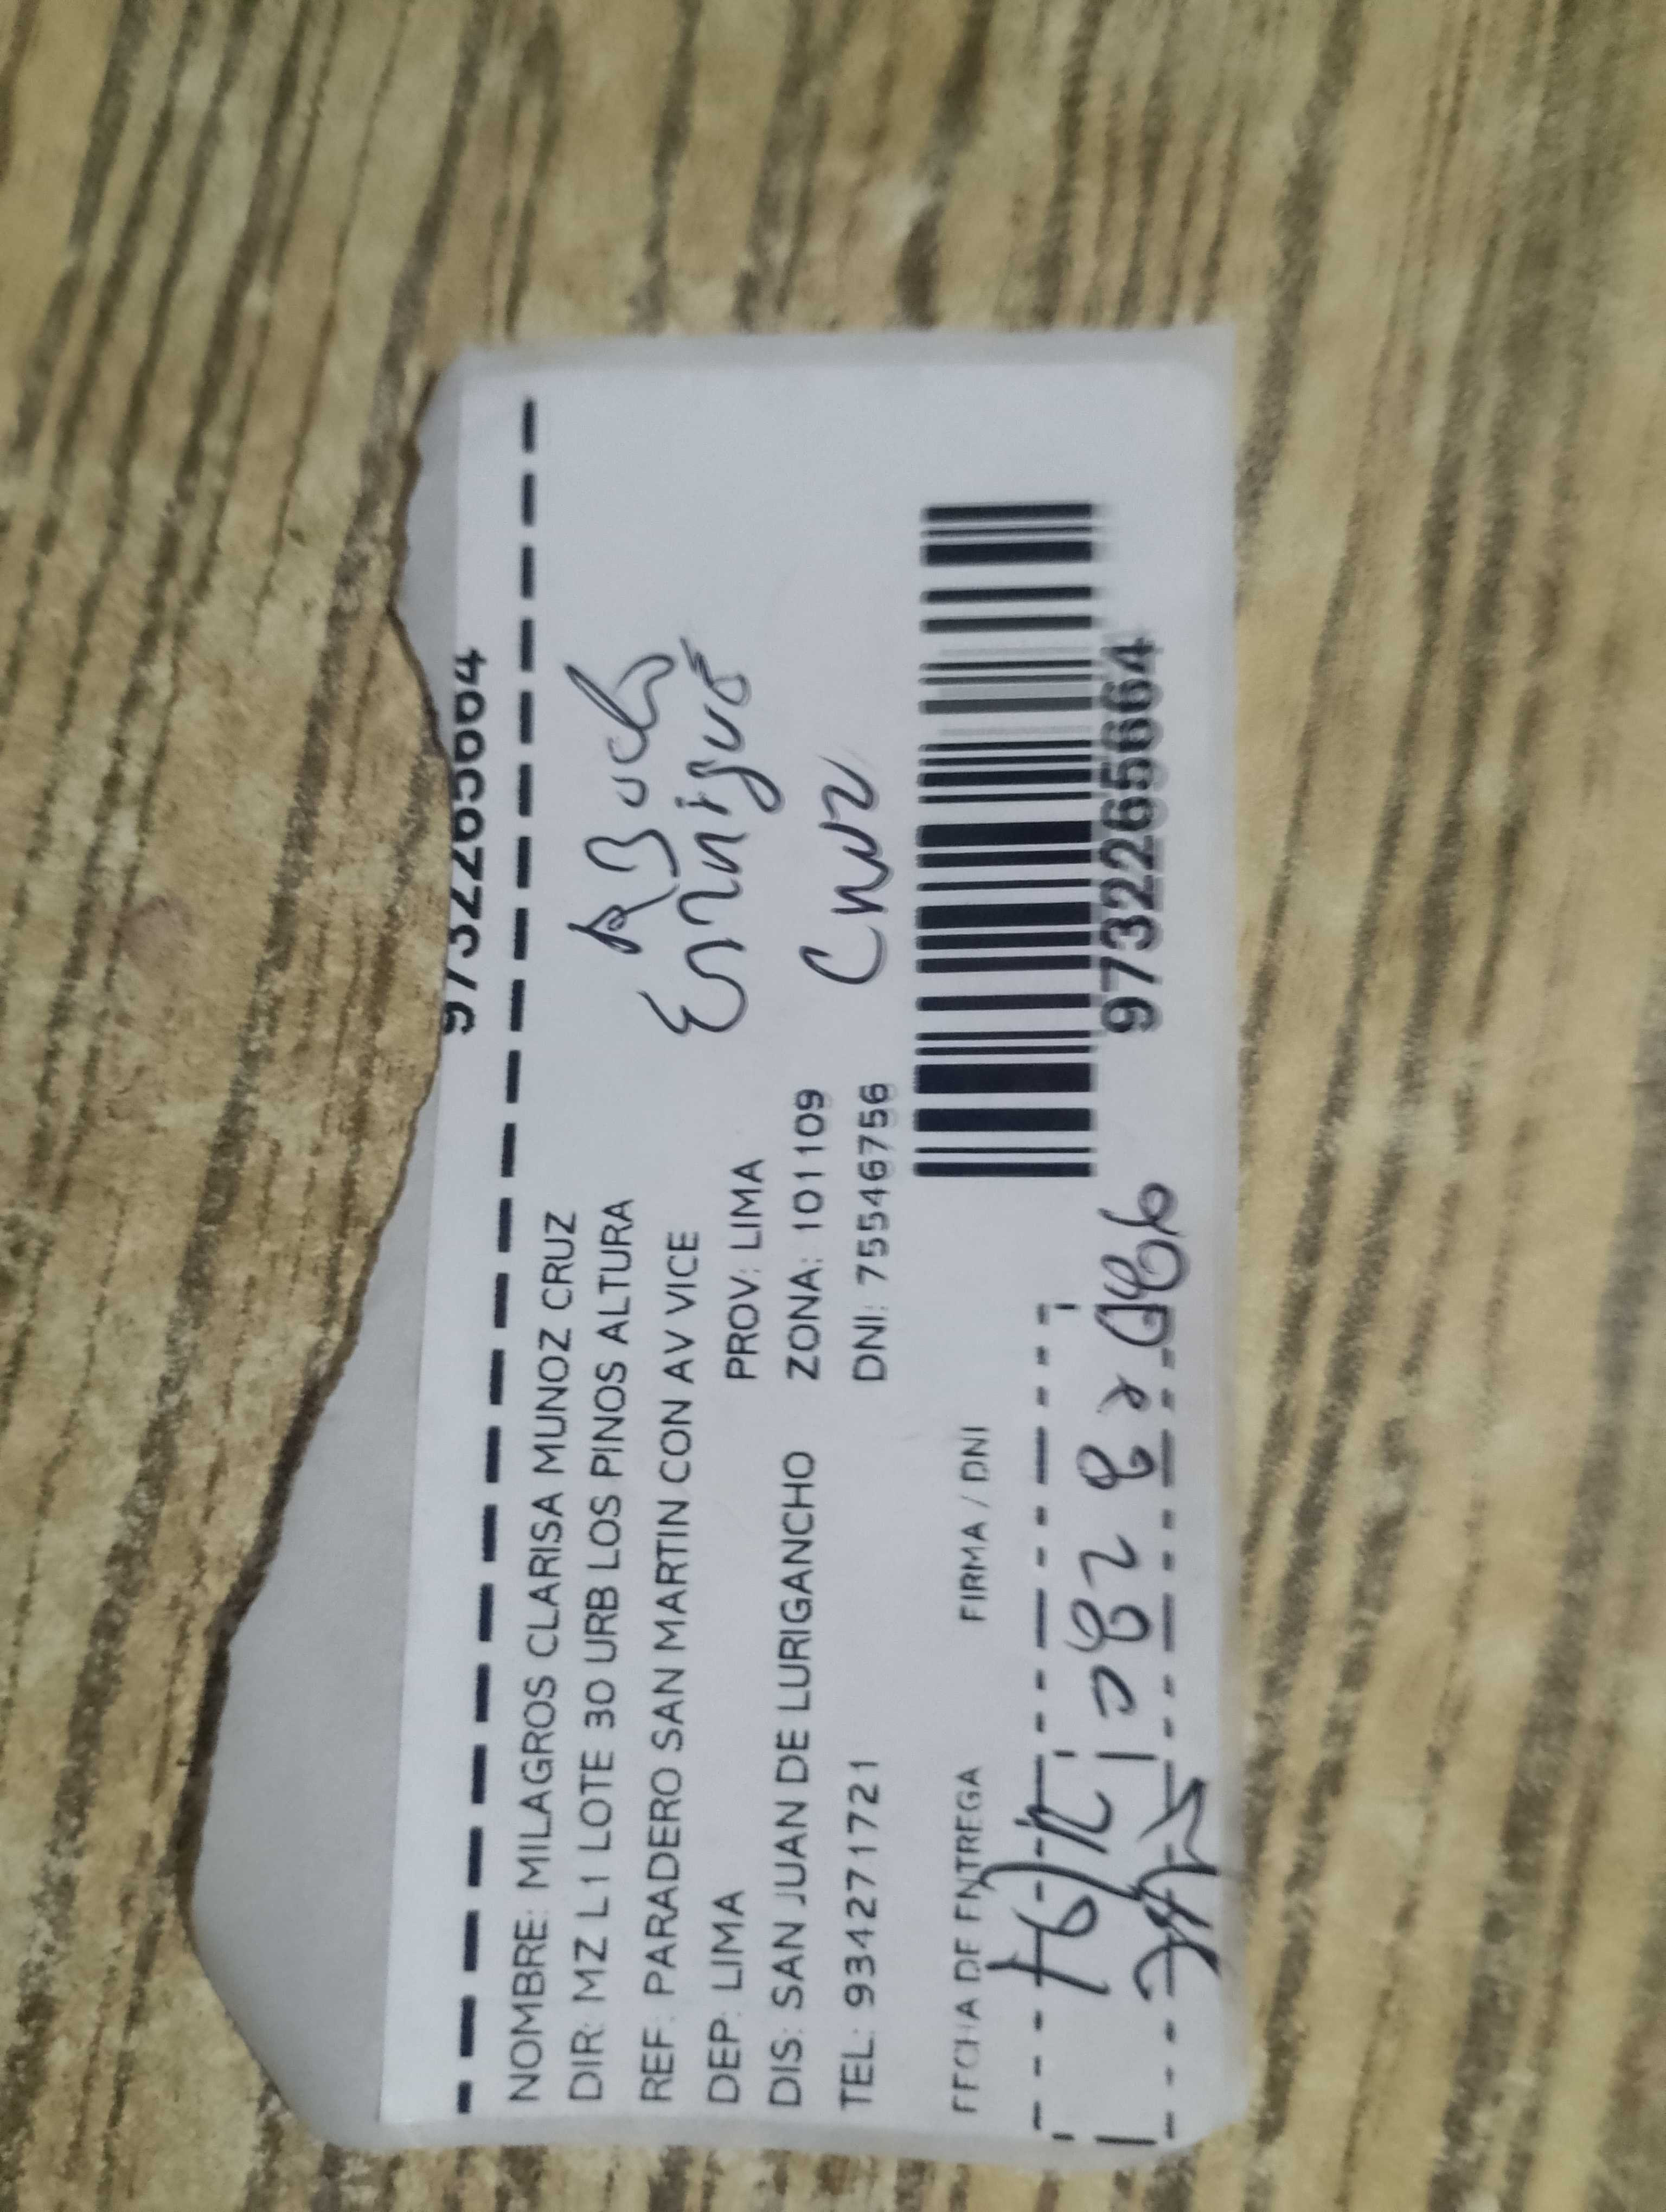 9732265664
NOMBRE: MILAGROS CLARISA MUNOZ CRUZ
DIR: MZ L1 LOTE 30 URB LOS PINOS ALTURA
REF: PARADERO SAN MARTIN CON AV VICE
DEP: LIMA PROV: LIMA
DIS: SAN JUAN DE LURIGANCHO ZONA: 101109
TEL: 934271721 DNI: 75546756
Enrique
Cruz
FECHA DE ENTREGA FIRMA / DNI
9732265664